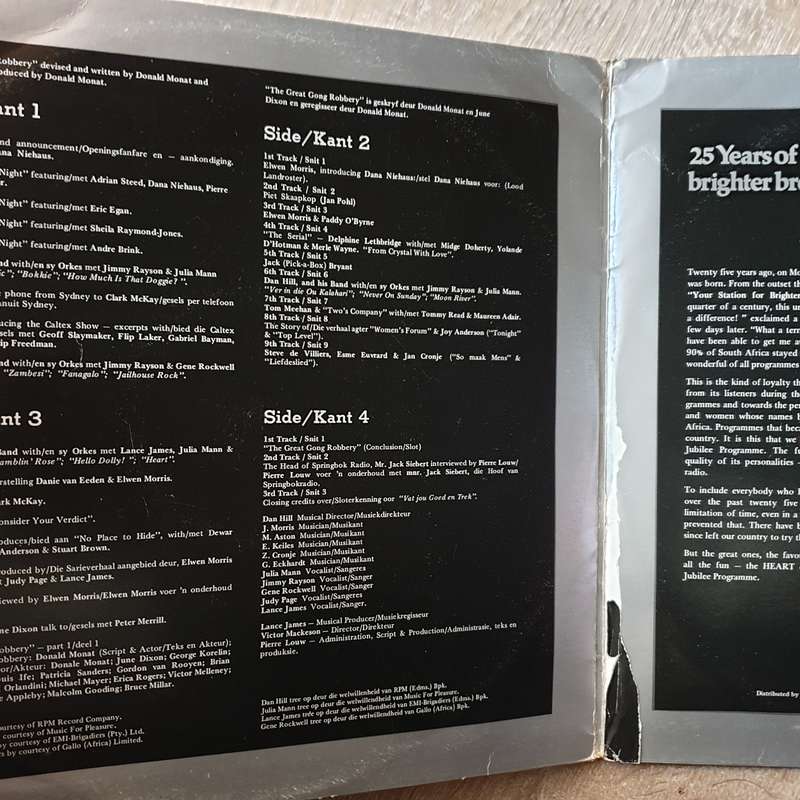 Robbery" devised and written by Donald Monat and
oduced by Donald Monat.
ant 1
nd announcement/Openingsfanfare en — aankondiging,
na Niehaus.
Night" featuring/met Adrian Steed, Dana Niehaus, Pierre
r.
Night" featuring/met Eric Egan.
Night" featuring/met Sheila Raymond-Jones.
Night" featuring/met Andre Brink.
and with/en sy Orkes met Jimmy Rayson & Julia Mann
ic"; "Bokkie"; "How Much Is That Doggie? ".
phone from Sydney to Clark McKay/gesels per telefoon
anuit Sydney.
ucing the Caltex Show — excerpts with/bied die Caltex
sels met Geoff Slaymaker, Flip Laker, Gabriel Bayman,
ip Freedman.
and with/en sy Orkes met Jimmy Rayson & Gene Rockwell
"Zambesi"; "Fanagalo"; "Jailhouse Rock".
nt 3
Band with/en sy Orkes met Lance James, Julia Mann &
amblin' Rose"; "Hello Dolly! "; "Heart".
rstelling Danie van Eeden & Elwen Morris.
ark McKay.
onsider Your Verdict".
oduces/bied aan "No Place to Hide", with/met Dewar
Anderson & Stuart Brown.
oduced by/Die Sarieverhaal aangebied deur, Elwen Morris
t Judy Page & Lance James.
iewed by Elwen Morris/Elwen Morris voer 'n onderhoud
ne Dixon talk to/gesels met Peter Merrill.
obbery" — part 1/deel 1
obbery: Donald Monat (Script & Actor/Teks en Akteur);
or/Akteur: Donale Monat; June Dixon; George Korelin;
uis Ife; Patricia Sanders; Gordon van Rooyen; Brian
Orlandini; Michael Mayer; Erica Rogers; Victor Melleney;
e Appleby; Malcolm Gooding; Bruce Millar.
ourtesy of RPM Record Company.
courtesy of Music For Pleasure.
by courtesy of EMI-Brigadiers (Pty.) Ltd.
rs by courtesy of Gallo (Africa) Limited.
"The Great Gong Robbery" is geskryf deur Donald Monat en June
Dixon en geregisseer deur Donald Monat.
Side/Kant 2
1st Track / Snit 1
Elwen Morris, introducing Dana Niehaus:/stel Dana Niehaus voor: (Lood
Landroster).
2nd Track / Snit 2
Piet Skaapkop (Jan Pohl)
3rd Track / Snit 3
Elwen Morris & Paddy O'Byrne
4th Track / Snit 4
"The Serial" — Delphine Lethbridge with/met Midge Doherty, Yolande
D'Hotman & Merle Wayne. "From Crystal With Love".
5th Track / Snit 5
Jack (Pick-a-Box) Bryant
6th Track / Snit 6
Dan Hill, and his Band with/en sy Orkes met Jimmy Rayson & Julia Mann.
"Ver in die Ou Kalahari"; "Never On Sunday"; "Moon River".
7th Track / Snit 7
Tom Meehan & "Two's Company" with/met Tommy Read & Maureen Adair.
8th Track / Snit 8
The Story of/Die verhaal agter "Women's Forum" & Joy Anderson ("Tonight"
& "Top Level").
9th Track / Snit 9
Steve de Villiers, Esme Euvrard & Jan Cronje ("So maak Mens" &
"Liefdeslied").
Side/Kant 4
1st Track / Snit 1
"The Great Gong Robbery" (Conclusion/Slot)
2nd Track / Snit 2
The Head of Springbok Radio, Mr. Jack Siebert interviewed by Pierre Louw/
Pierre Louw voer 'n onderhoud met mnr. Jack Siebert, die Hoof van
Springbokradio.
3rd Track / Snit 3
Closing credits over/Sloterkenning oor "Vat jou Goed en Trek".
Dan Hill Musical Director/Musiekdirekteur
J. Morris Musician/Musikant
M. Aston Musician/Musikant
E. Keiles Musician/Musikant
Z. Cronje Musician/Musikant
G. Eckhardt Musician/Musikant
Julia Mann Vocalist/Sangeres
Jimmy Rayson Vocalist/Sanger
Gene Rockwell Vocalist/Sanger
Judy Page Vocalist/Sangeres
Lance James Vocalist/Sanger.
Lance James — Musical Producer/Musiekregisseur
Victor Mackeson — Director/Direkteur
Pierre Louw — Administration, Script & Production/Administrasie, teks en
produksie.
Dan Hill tree op deur die welwillenheid van RPM (Edms.) Bpk.
Julia Mann tree op deur die welwillendheid van Music For Pleasure.
Lance James tree op deur die welwillendheid van EMI-Brigadiers (Edms.) Bpk.
Gene Rockwell tree op deur die welwillendheid van Gallo (Africa) Bpk.
25 Years of
brighter bro
Twenty five years ago, on Mo
was born. From the outset th
"Your Station for Brighter
quarter of a century, this un
a difference! " exclaimed a
few days later. "What a terr
have been able to get me aw
90% of South Africa stayed
wonderful of all programmes
This is the kind of loyalty th
from its listeners during the
grammes and towards the per
and women whose names b
Africa. Programmes that beca
country. It is this that we
Jubilee Programme. The fu
quality of its personalities –
radio.
To include everybody who h
over the past twenty five
limitation of time, even in a
prevented that. There have b
since left our country to try th
But the great ones, the favo
all the fun — the HEART o
Jubilee Programme.
Distributed by